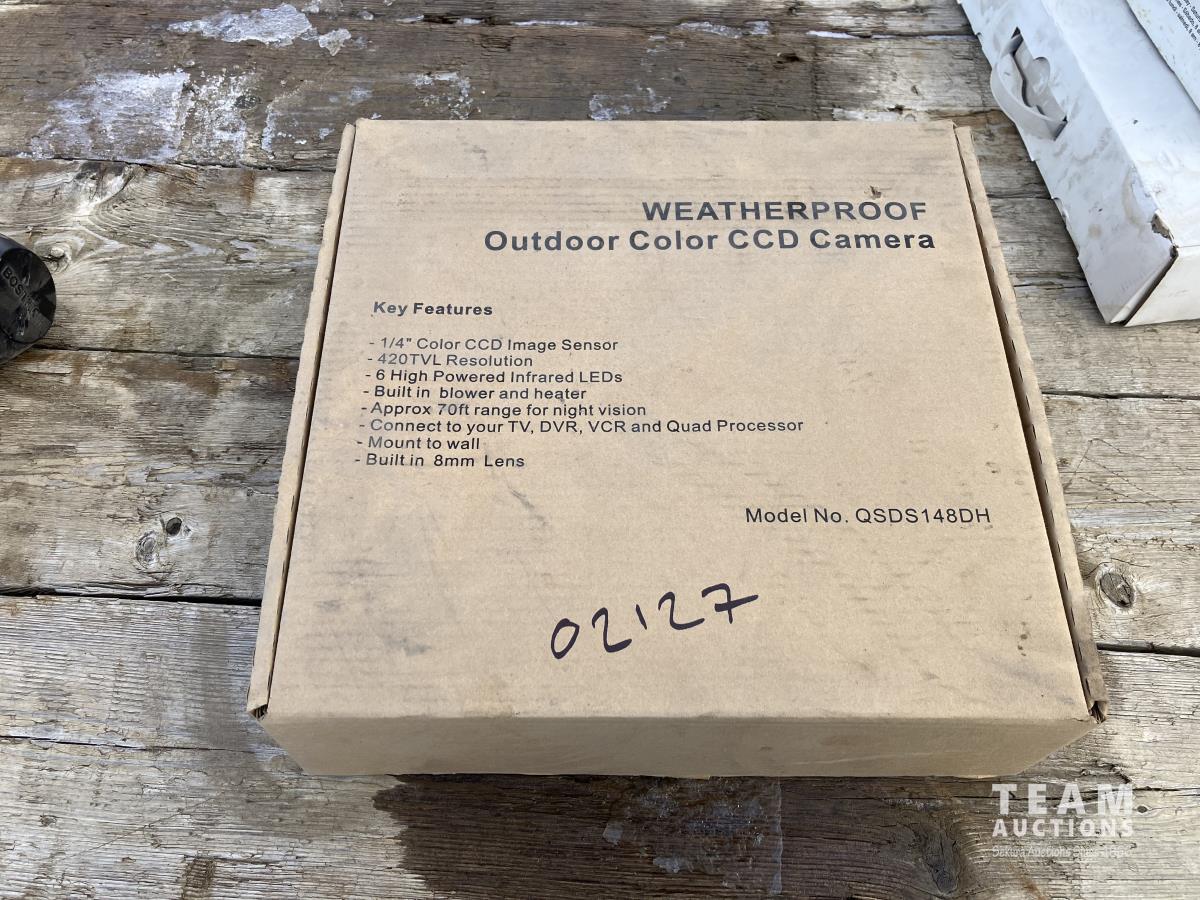 WEATHERPROOF
Outdoor Color CCD Camera
Key Features
- 1/4" Color CCD Image Sensor
- 420TVL Resolution
- 6 High Powered Infrared LEDs
- Built in blower and heater
- Approx 70ft range for night vision
- Connect to your TV, DVR, VCR and Quad Processor
- Mount to wall
- Built in 8mm Lens
Model No. QSDS148DH
02127
TEAM
AUCTIONS